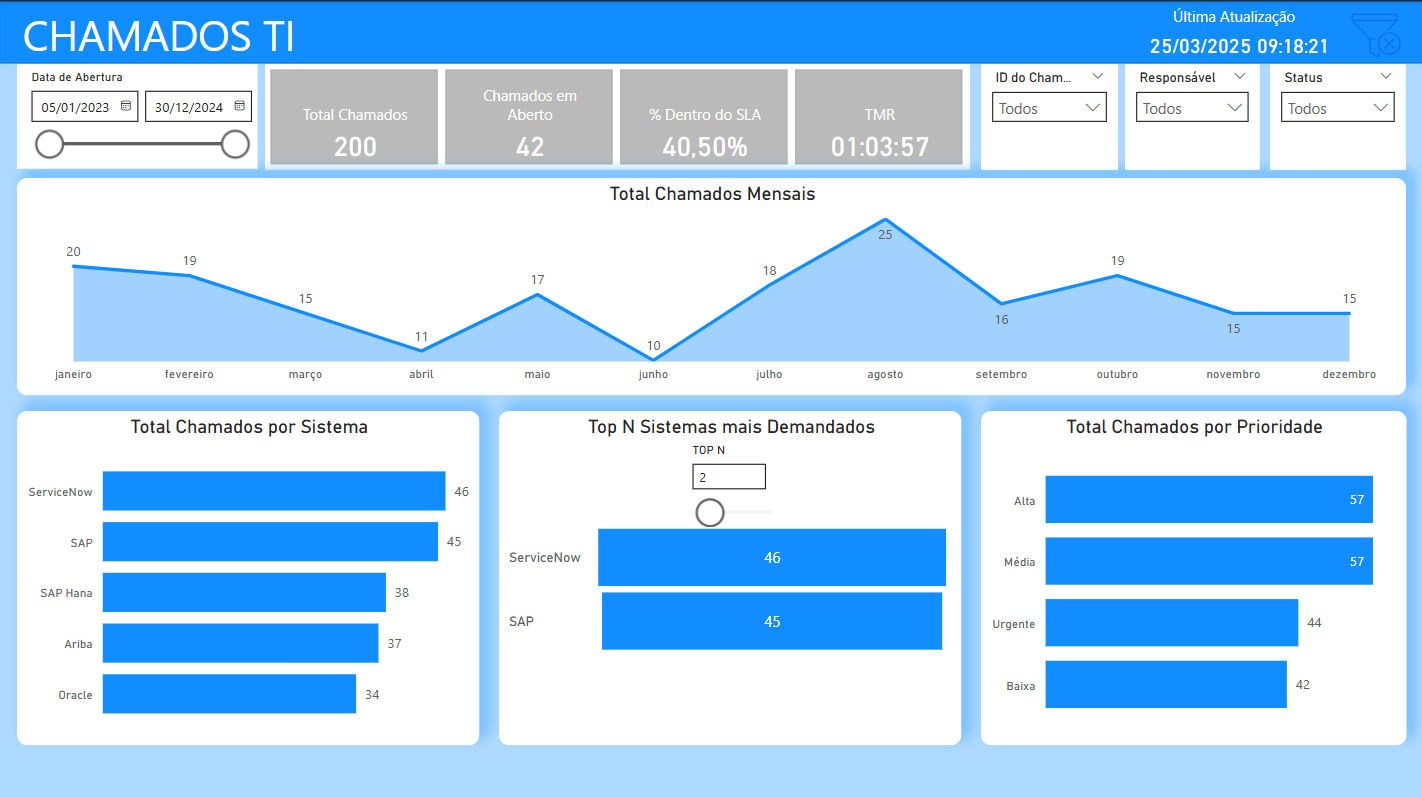 CHAMADOS TI
Última Atualização
25/03/2025 09:18:21
Data de Abertura
05/01/2023
30/12/2024
Total Chamados
200
Chamados em
Aberto
42
% Dentro do SLA
40,50%
TMR
01:03:57
ID do Cham...
Todos
Responsável
Todos
Status
Todos
Total Chamados Mensais
20
19
15
11
17
10
18
25
16
19
15
15
janeiro
fevereiro
março
abril
maio
junho
julho
agosto
setembro
outubro
novembro
dezembro
Total Chamados por Sistema
ServiceNow 46
SAP 45
SAP Hana 38
Ariba 37
Oracle 34
Top N Sistemas mais Demandados
TOP N
2
ServiceNow 46
SAP 45
Total Chamados por Prioridade
Alta 57
Média 57
Urgente 44
Baixa 42